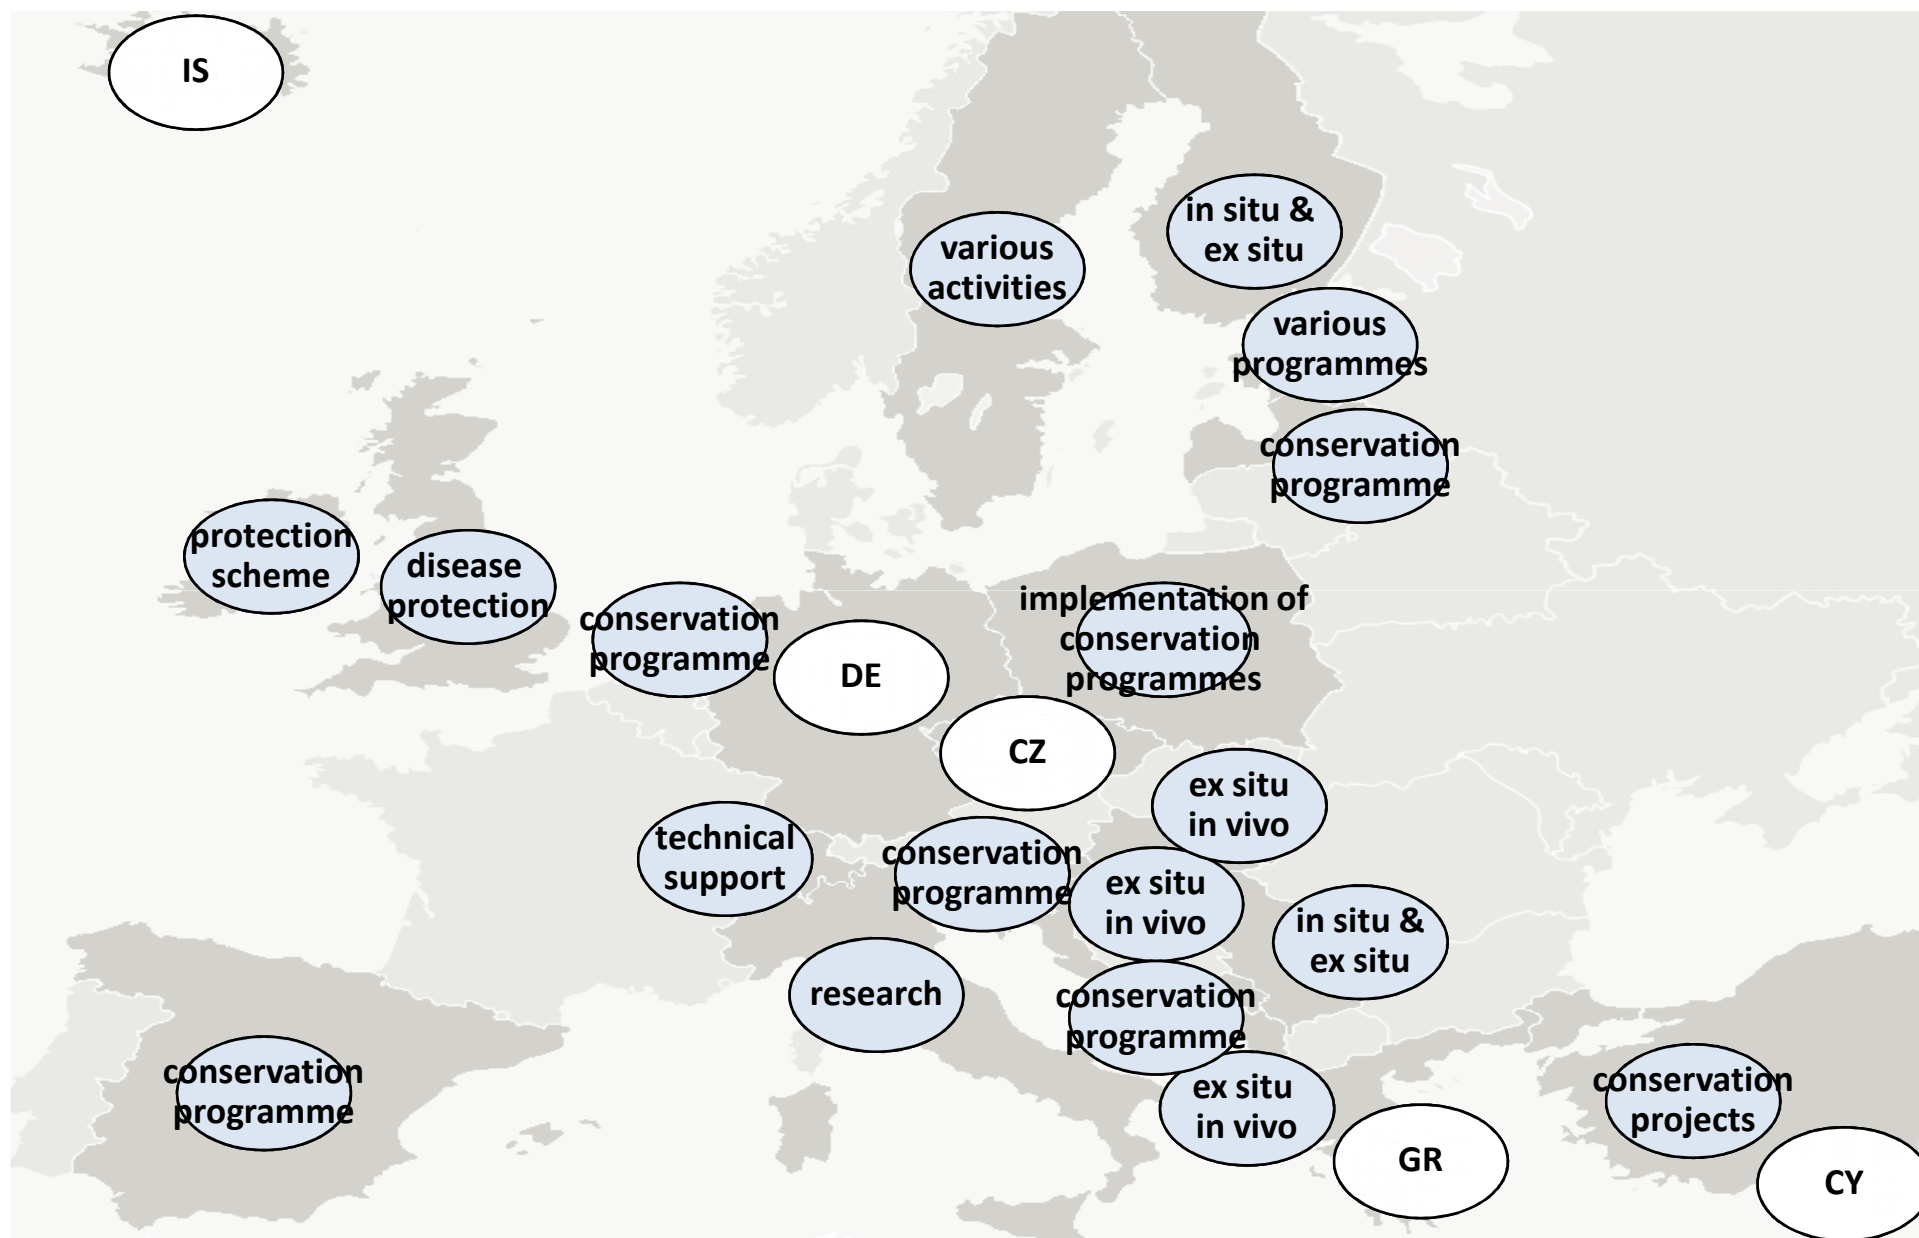 IS
in situ &
ex situ
various
activities
various
programmes
conservation
programme
protection
scheme
disease
protection
conservation
programme
implementation of
conservation
programmes
DE
CZ
ex situ
in vivo
technical
support
conservation
programme
ex situ
in vivo
in situ &
ex situ
research
conservation
programme
conservation
programme
ex situ
in vivo
conservation
projects
GR
CY